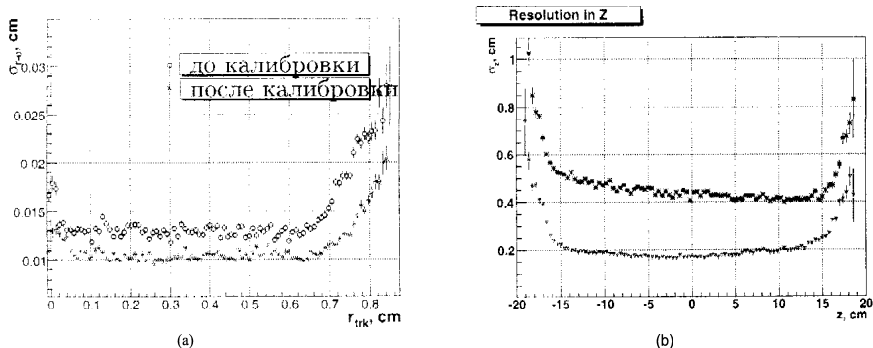 σr-φ, cm
0.03
0.025
0.02
0.015
0.01
до калибровки
после калибровки
0 0.1 0.2 0.3 0.4 0.5 0.6 0.7 0.8
rtrk, cm
(a)
Resolution in Z
σz, cm
1
0.8
0.6
0.4
0.2
-20 -15 -10 -5 0 5 10 15 20
z, cm
(b)